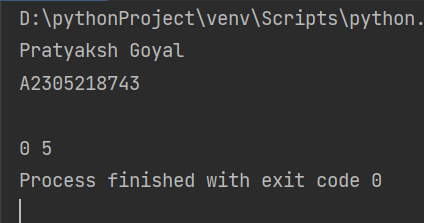 D:\pythonProject\venv\Scripts\python.
Pratyaksh Goyal
A2305218743
0 5
Process finished with exit code 0